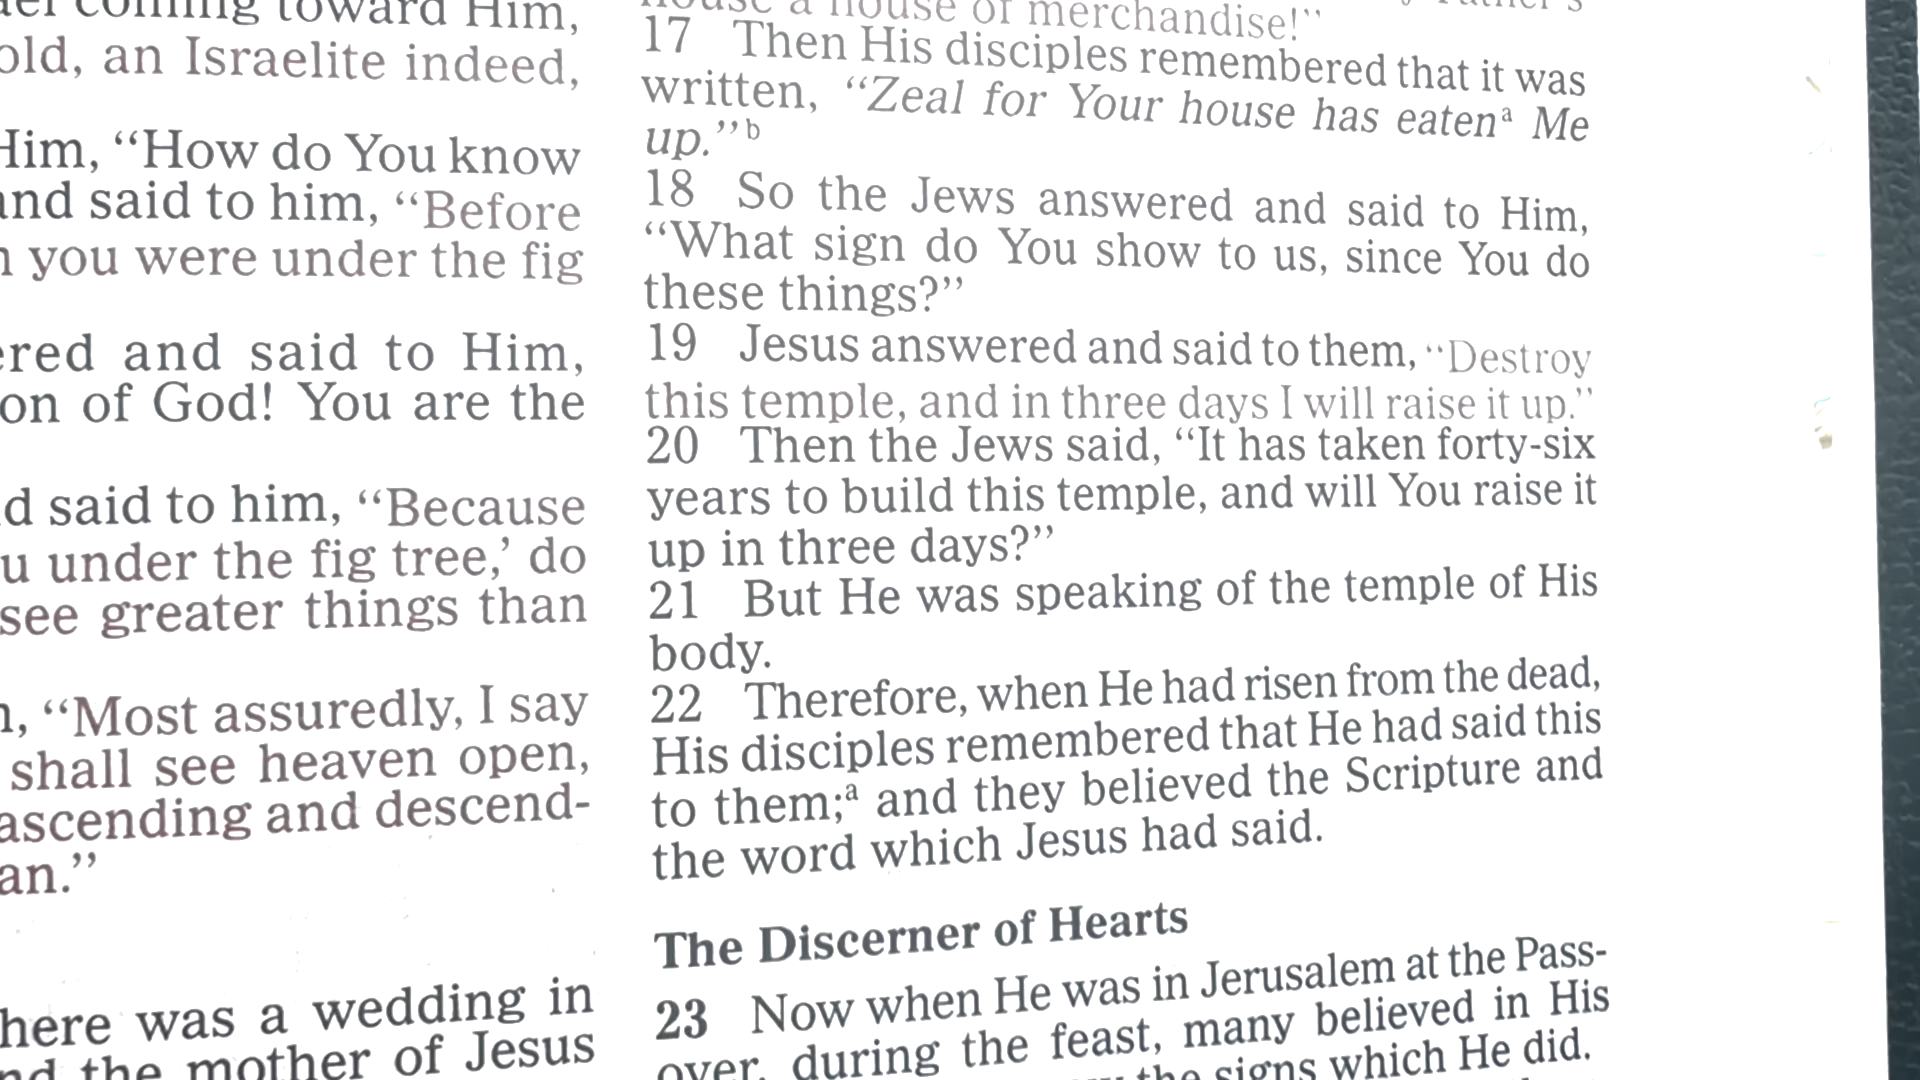 coming toward Him,
old, an Israelite indeed,
Him, “How do You know
and said to him, “Before
you were under the fig
ered and said to Him,
on of God! You are the
d said to him, “Because
u under the fig tree,’ do
see greater things than
“Most assuredly, I say
shall see heaven open,
ascending and descend-
an.”
here was a wedding in
nd the mother of Jesus
house a house of merchandise!”
17 Then His disciples remembered that it was
written, “Zeal for Your house has eatenᵃ Me
up.”ᵇ
18 So the Jews answered and said to Him,
“What sign do You show to us, since You do
these things?”
19 Jesus answered and said to them, “Destroy
this temple, and in three days I will raise it up.”
20 Then the Jews said, “It has taken forty-six
years to build this temple, and will You raise it
up in three days?”
21 But He was speaking of the temple of His
body.
22 Therefore, when He had risen from the dead,
His disciples remembered that He had said this
to them;ᵃ and they believed the Scripture and
the word which Jesus had said.
The Discerner of Hearts
23 Now when He was in Jerusalem at the Pass-
over, during the feast, many believed in His
the signs which He did.